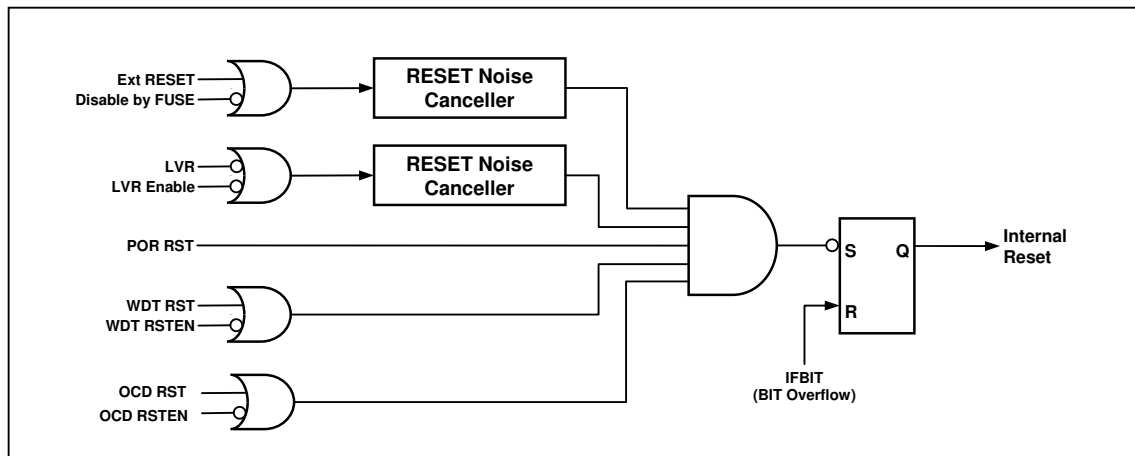 Ext RESET
Disable by FUSE
RESET Noise
Canceller
LVR
LVR Enable
RESET Noise
Canceller
POR RST
WDT RST
WDT RSTEN
OCD RST
OCD RSTEN
S
Q
R
Internal
Reset
IFBIT
(BIT Overflow)